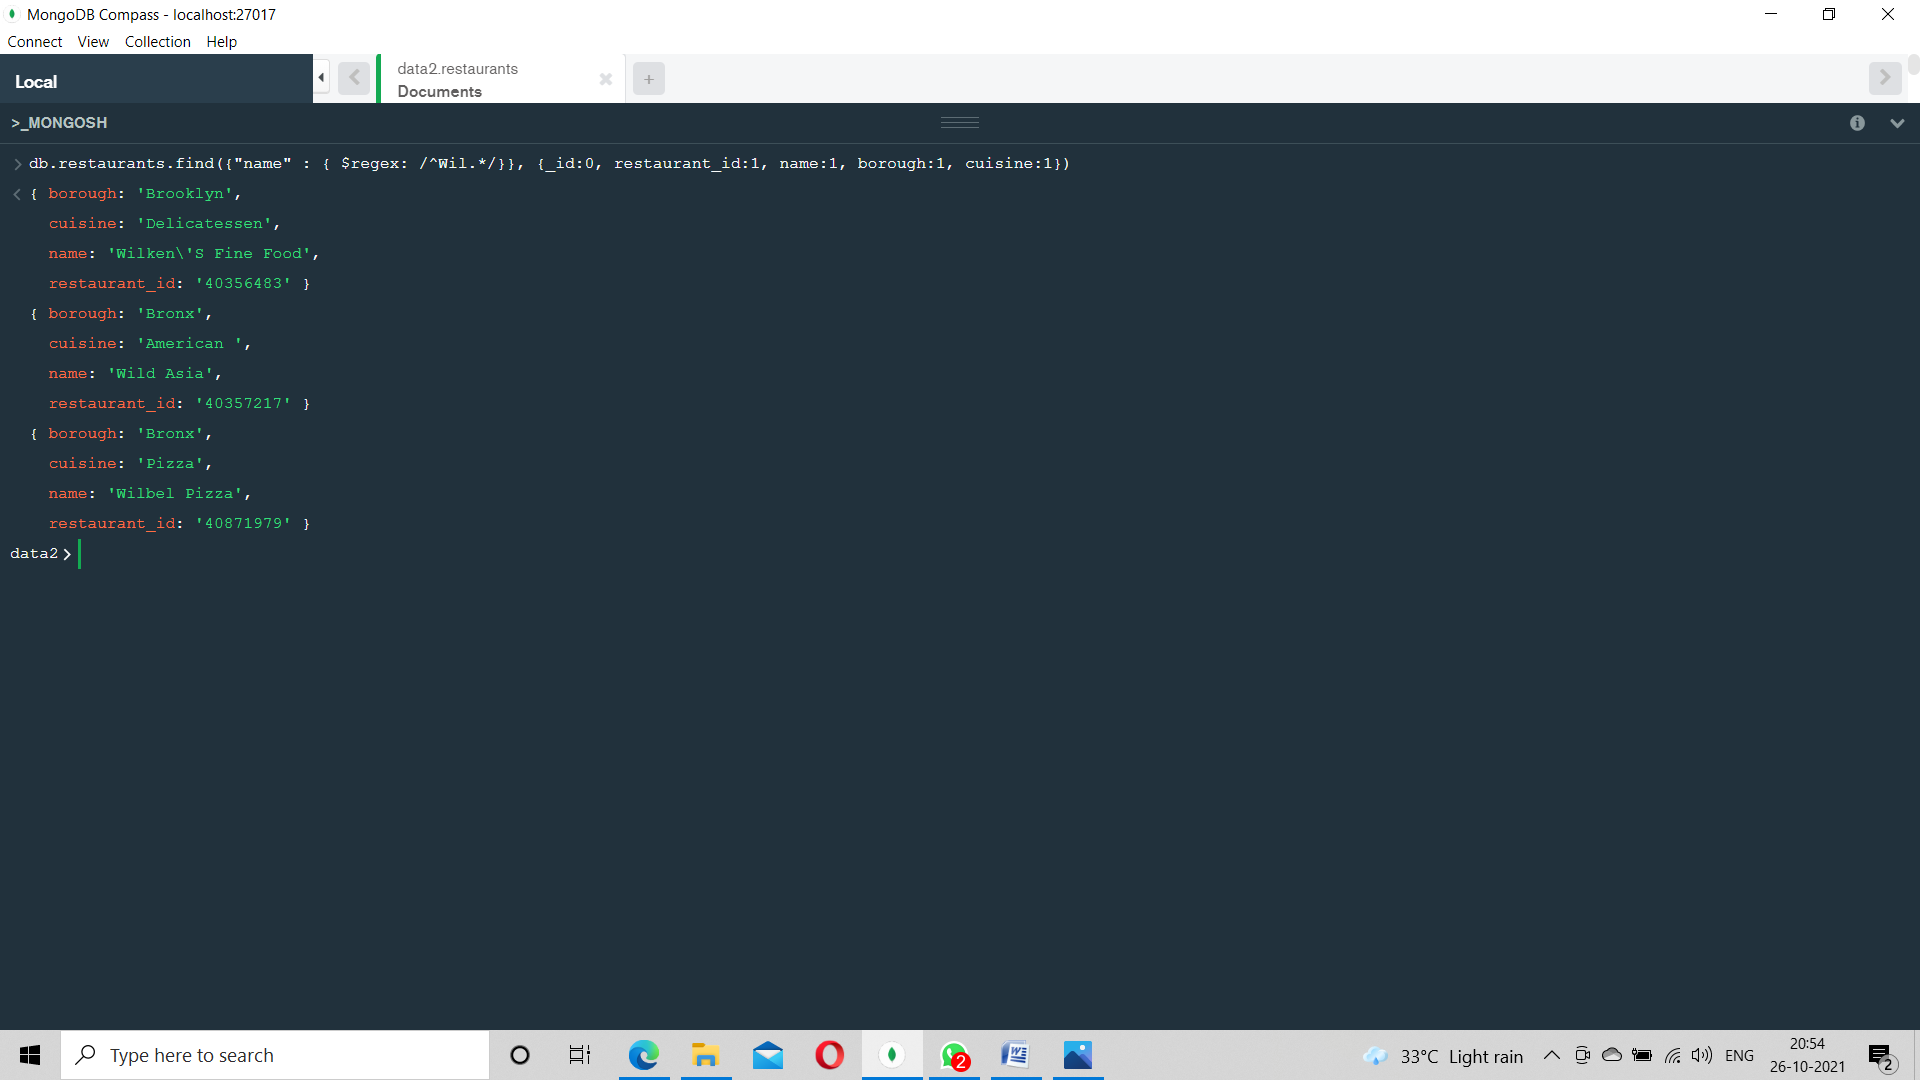 MongoDB Compass - localhost:27017
Connect View Collection Help
Local
data2.restaurants
Documents
>_MONGOSH
> db.restaurants.find({"name" : { $regex: /^Wil.*/}}, {_id:0, restaurant_id:1, name:1, borough:1, cuisine:1})
< { borough: 'Brooklyn',
cuisine: 'Delicatessen',
name: 'Wilken\'S Fine Food',
restaurant_id: '40356483' }
{ borough: 'Bronx',
cuisine: 'American ',
name: 'Wild Asia',
restaurant_id: '40357217' }
{ borough: 'Bronx',
cuisine: 'Pizza',
name: 'Wilbel Pizza',
restaurant_id: '40871979' }
data2 >
Type here to search
2
33°C Light rain
ENG
20:54
26-10-2021
2